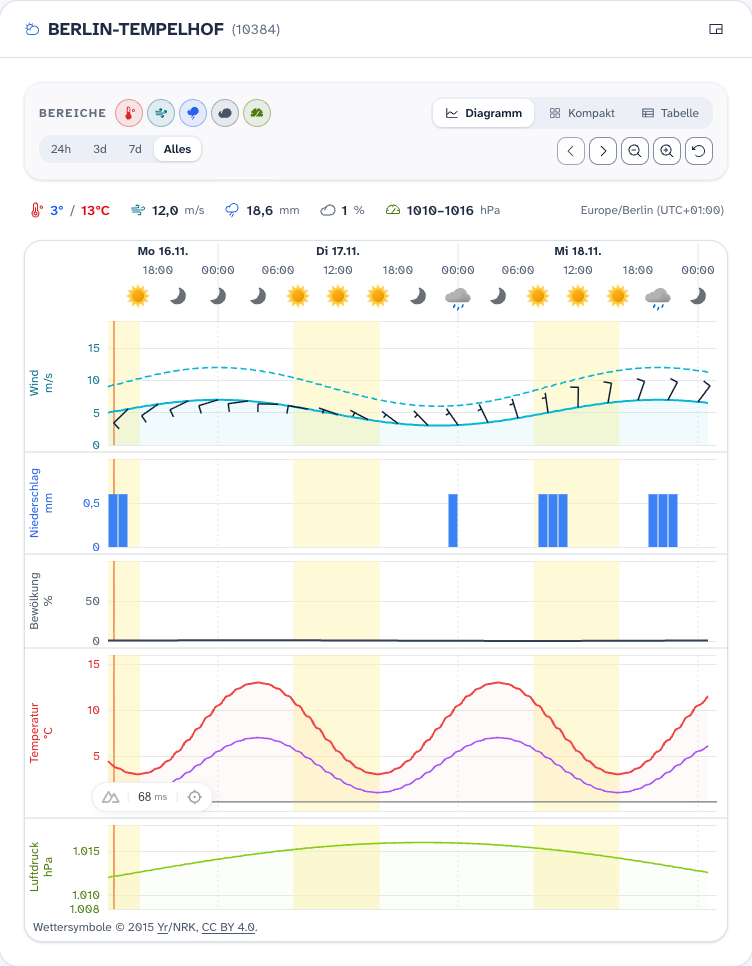 BERLIN-TEMPELHOF (10384)
BEREICHE
Diagramm Kompakt Tabelle
24h 3d 7d Alles
3° / 13°C 12,0 m/s 18,6 mm 1 % 1010–1016 hPa Europe/Berlin (UTC+01:00)
Mo 16.11. Di 17.11. Mi 18.11.
18:00 00:00 06:00 12:00 18:00 00:00 06:00 12:00 18:00 00:00
Wind
m/s
15
10
5
0
Niederschlag
mm
0,5
0
Bewölkung
%
50
0
Temperatur
°C
15
10
5
68 ms
Luftdruck
hPa
1.015
1.010
1.008
Wettersymbole © 2015 Yr/NRK, CC BY 4.0.